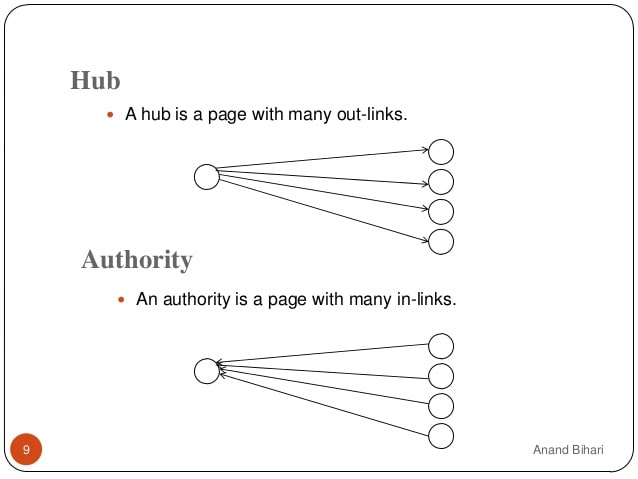 Hub
• A hub is a page with many out-links.
Authority
• An authority is a page with many in-links.
9
Anand Bihari